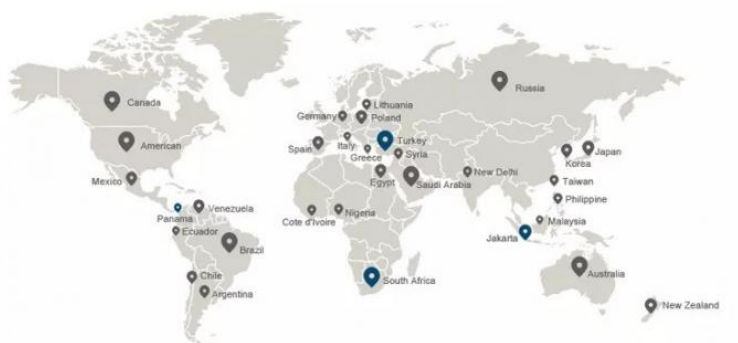 Canada
Russia
Lithuania
Germany
Poland
American
Turkey
Spain
Italy
Japan
Greece
Syria
Korea
New Delhi
Mexico
Egypt
Saudi Arabia
Taiwan
Philippine
Venezuela
Panama
Cote d'Ivoire
Nigeria
Malaysia
Ecuador
Jakarta
Brazil
Chile
South Africa
Australia
Argentina
New Zealand